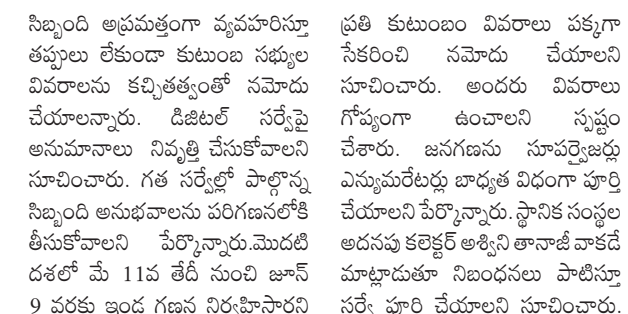 సిబ్బంది అప్రమత్తంగా వ్యవహరిస్తూ
తప్పులు లేకుండా కుటుంబ సభ్యుల
వివరాలను కచ్చితత్వంతో నమోదు
చేయాలన్నారు. డిజిటల్ సర్వేపై
అనుమానాలు నివృత్తి చేసుకోవాలని
సూచించారు. గత సర్వేల్లో పాల్గొన్న
సిబ్బంది అనుభవాలను పరిగణనలోకి
తీసుకోవాలని పేర్కొన్నారు.మొదటి
దశలో మే 11వ తేదీ నుంచి జూన్
9 వరకు ఇండ్ల గణన నిర్వహిస్తారని
ప్రతి కుటుంబం వివరాలు పక్కగా
సేకరించి నమోదు చేయాలని
సూచించారు. అందరు వివరాలు
గోప్యంగా ఉంచాలని స్పష్టం
చేశారు. జనగణను సూపర్వైజర్లు
ఎన్యుమరేటర్లు బాధ్యత విధంగా పూర్తి
చేయాలని పేర్కొన్నారు.స్థానిక సంస్థల
అదనపు కలెక్టర్ అశ్విని తానాజీ వాకడే
మాట్లాడుతూ నిబంధనలు పాటిస్తూ
సర్వే పూర్తి చేయాలని సూచించారు.